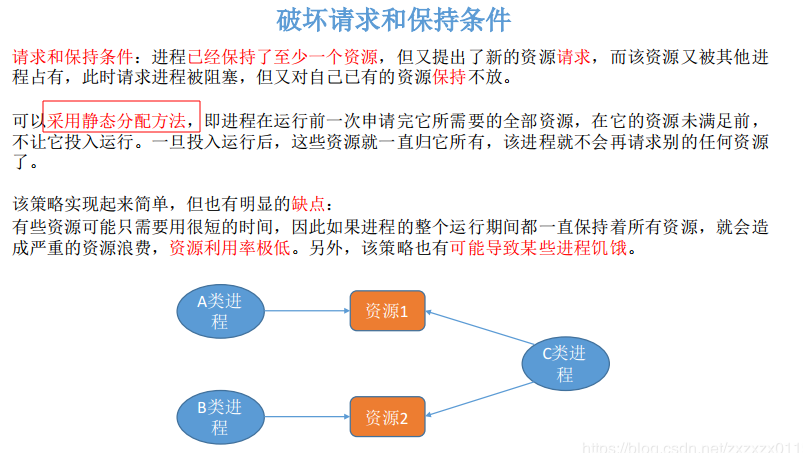 破坏请求和保持条件
请求和保持条件：进程已经保持了至少一个资源，但又提出了新的资源请求，而该资源又被其他进
程占有，此时请求进程被阻塞，但又对自己已有的资源保持不放。
可以采用静态分配方法，即进程在运行前一次申请完它所需要的全部资源，在它的资源未满足前，
不让它投入运行。一旦投入运行后，这些资源就一直归它所有，该进程就不会再请求别的任何资源
了。
该策略实现起来简单，但也有明显的缺点：
有些资源可能只需要用很短的时间，因此如果进程的整个运行期间都一直保持着所有资源，就会造
成严重的资源浪费，资源利用率极低。另外，该策略也有可能导致某些进程饥饿。
A类进
程
资源1
C类进
程
B类进
程
资源2
https://blog.csdn.net/zxzxzx011